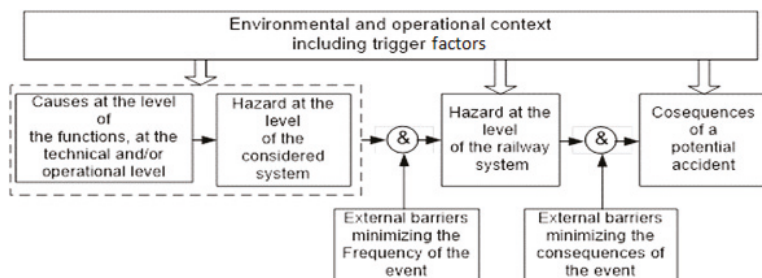 Environmental and operational context
including trigger factors
Causes at the level
of
the functions, at the
technical and/or
operational level
Hazard at the
level
of the
considered
system
&
Hazard at the
level
of the railway
system
&
Cosequences
of a
potential
accident
External barriers
minimizing the
Frequency of the
event
External barriers
minimizing the
consequences of
the event